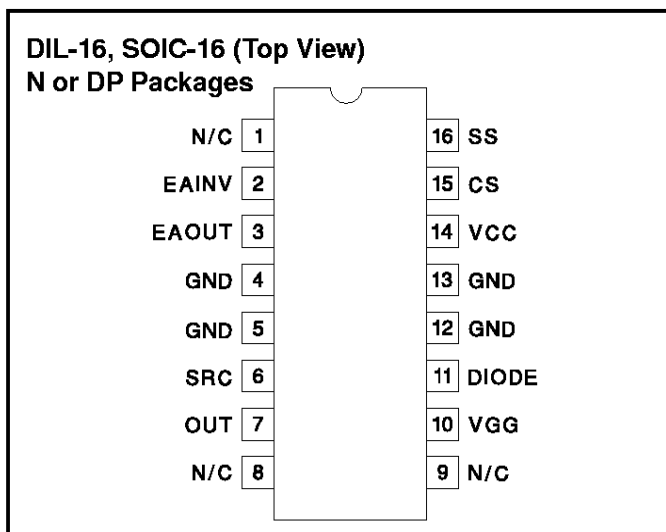 DIL-16, SOIC-16 (Top View)
N or DP Packages
N/C 1 16 SS
EAINV 2 15 CS
EAOUT 3 14 VCC
GND 4 13 GND
GND 5 12 GND
SRC 6 11 DIODE
OUT 7 10 VGG
N/C 8 9 N/C